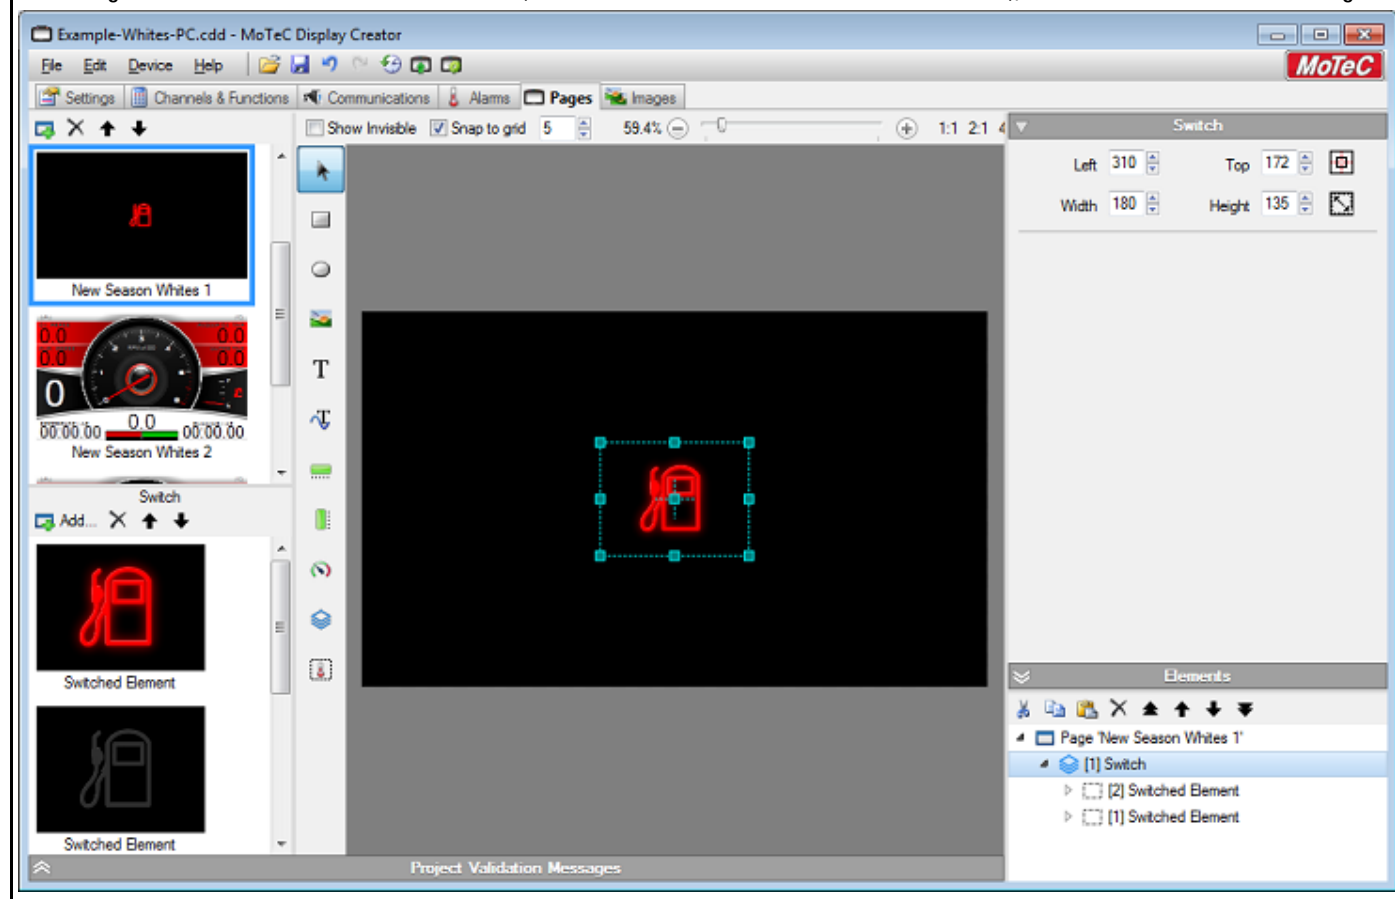 Example-Whites-PC.cdd - MoTeC Display Creator
File Edit Device Help
MoTeC
Settings Channels & Functions Communications Alarms Pages Images
Show Invisible Snap to grid 5 59.4% 1:1 2:1 4
Switch
Left 310 Top 172
Width 180 Height 135
New Season Whites 1
0.0 0.0
0.0 0.0
0
00:00.00 0.0 00:00.00
New Season Whites 2
Switch
Add...
Switched Element
Switched Element
T
T
Elements
Page 'New Season Whites 1'
[1] Switch
[2] Switched Element
[1] Switched Element
Project Validation Messages